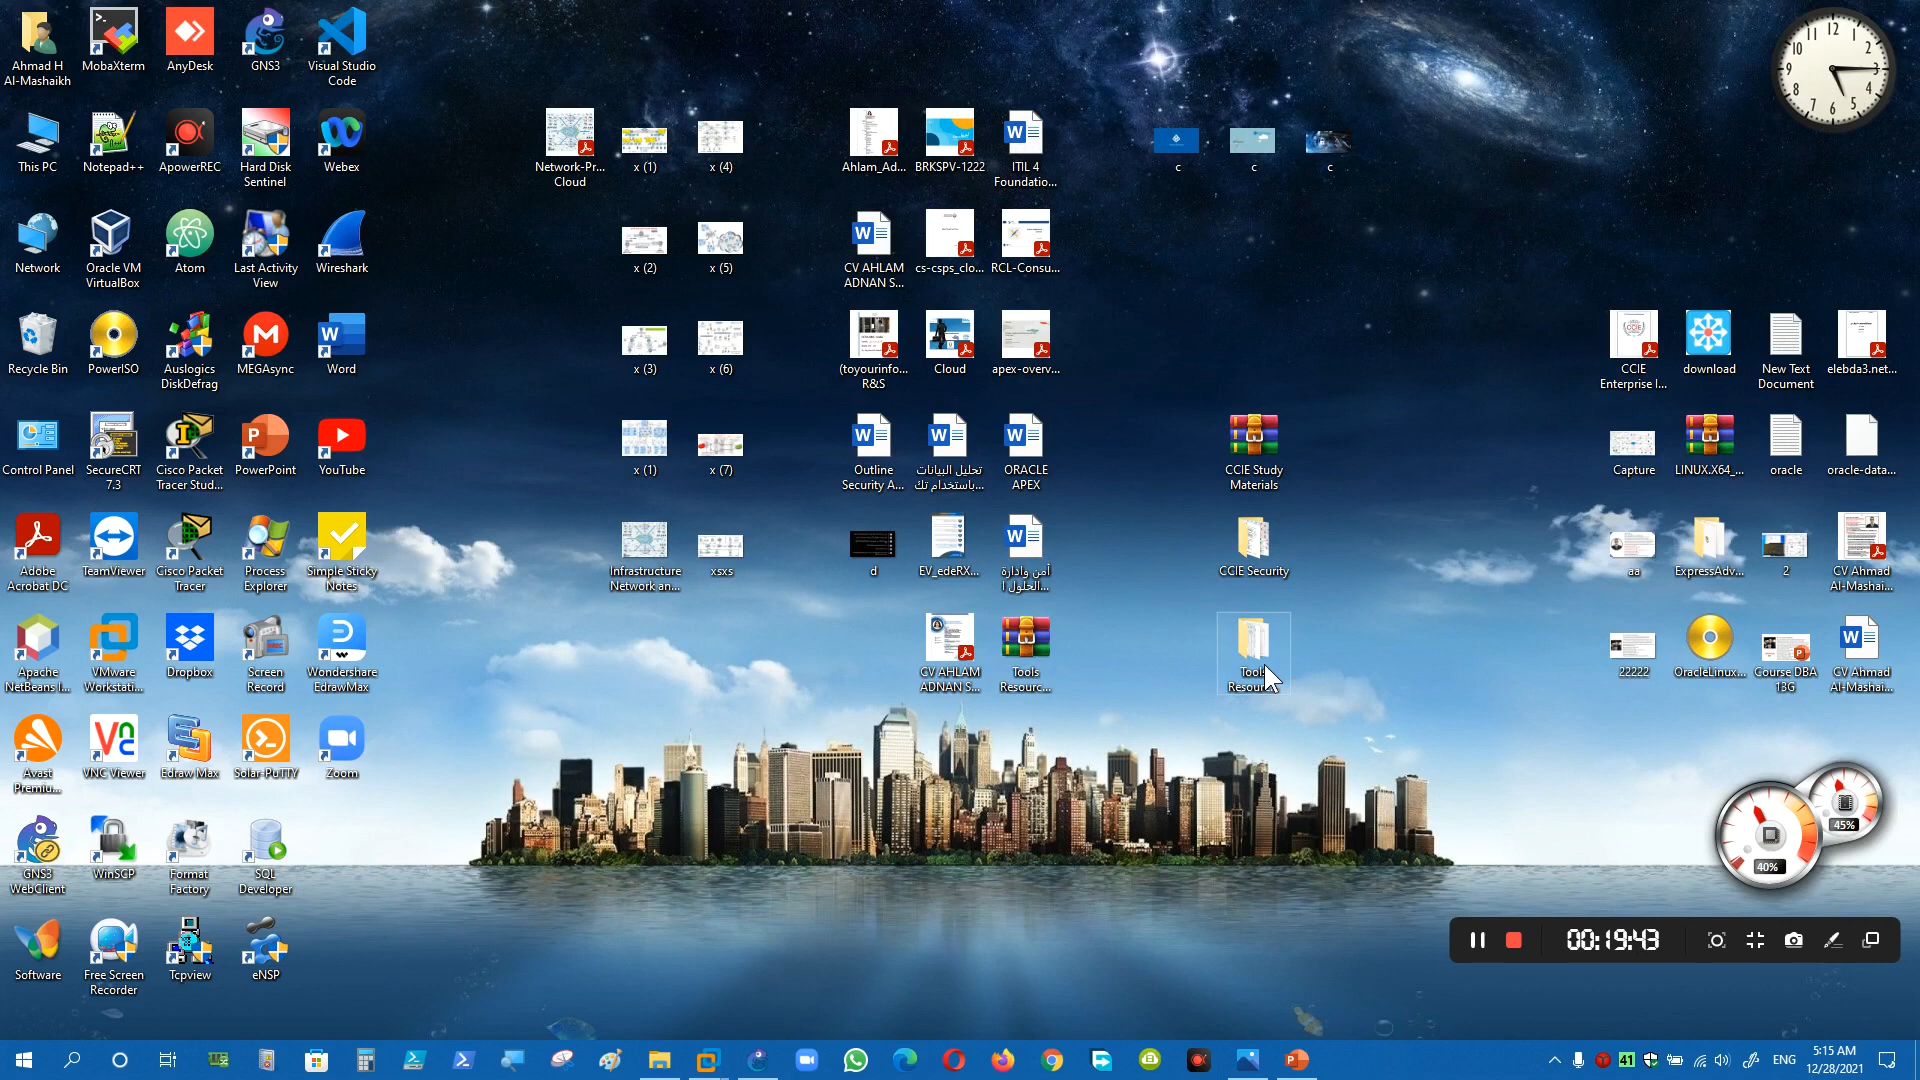 Ahmad H
Al-Mashaikh
MobaXterm
AnyDesk
GNS3
Visual Studio
Code
This PC
Notepad++
ApowerREC
Hard Disk
Sentinel
Webex
Network-Pr...
Cloud
x (1)
x (4)
Ahlam_Ad...
BRKSPV-1222
ITIL 4
Foundatio...
c
c
c
Network
Oracle VM
VirtualBox
Atom
Last Activity
View
Wireshark
x (2)
x (5)
CV AHLAM
ADNAN S...
cs-csps_clo...
RCL-Consu...
Recycle Bin
PowerISO
Auslogics
DiskDefrag
MEGAsync
Word
x (3)
x (6)
(toyourinfo...
R&S
Cloud
apex-overv...
CCIE
Enterprise I...
download
New Text
Document
elebda3.net...
Control Panel
SecureCRT
7.3
Cisco Packet
Tracer Stud...
PowerPoint
YouTube
x (1)
x (7)
Outline
Security A...
تحليل البيانات
باستخدام تك...
ORACLE
APEX
CCIE Study
Materials
Capture
LINUX.X64_...
oracle
oracle-data...
Adobe
Acrobat DC
TeamViewer
Cisco Packet
Tracer
Process
Explorer
Simple Sticky
Notes
Infrastructure
Network an...
xsxs
d
EV_edeRX...
أمن وادارة
الحلول ا...
CCIE Security
aa
ExpressAdv...
2
CV Ahmad
Al-Mashai...
Apache
NetBeans I...
VMware
Workstati...
Dropbox
Screen
Record
Wondershare
EdrawMax
CV AHLAM
ADNAN S...
Tools
Resourc...
22222
OracleLinux...
Course DBA
13G
CV Ahmad
Al-Mashai...
Avast
Premiu...
VNC Viewer
Edraw Max
Solar-PuTTY
Zoom
45%
40%
GNS3
WebClient
WinSCP
Format
Factory
SQL
Developer
00:19:43
Software
Free Screen
Recorder
Tcpview
eNSP
41
ENG
5:15 AM
12/28/2021